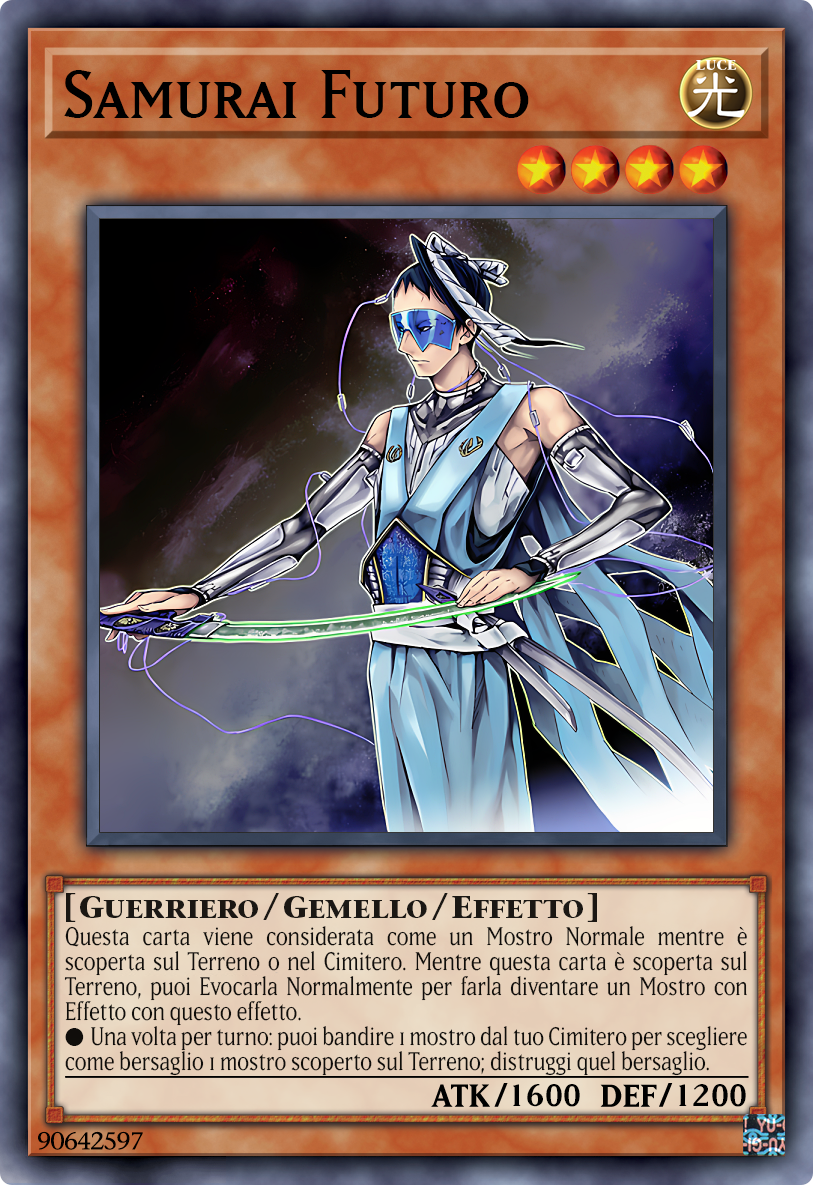 Samurai Futuro
LUCE
光
[Guerriero/Gemello/Effetto]
Questa carta viene considerata come un Mostro Normale mentre è
scoperta sul Terreno o nel Cimitero. Mentre questa carta è scoperta sul
Terreno, puoi Evocarla Normalmente per farla diventare un Mostro con
Effetto con questo effetto.
● Una volta per turno: puoi bandire 1 mostro dal tuo Cimitero per scegliere
come bersaglio 1 mostro scoperto sul Terreno; distruggi quel bersaglio.
ATK/1600 DEF/1200
90642597